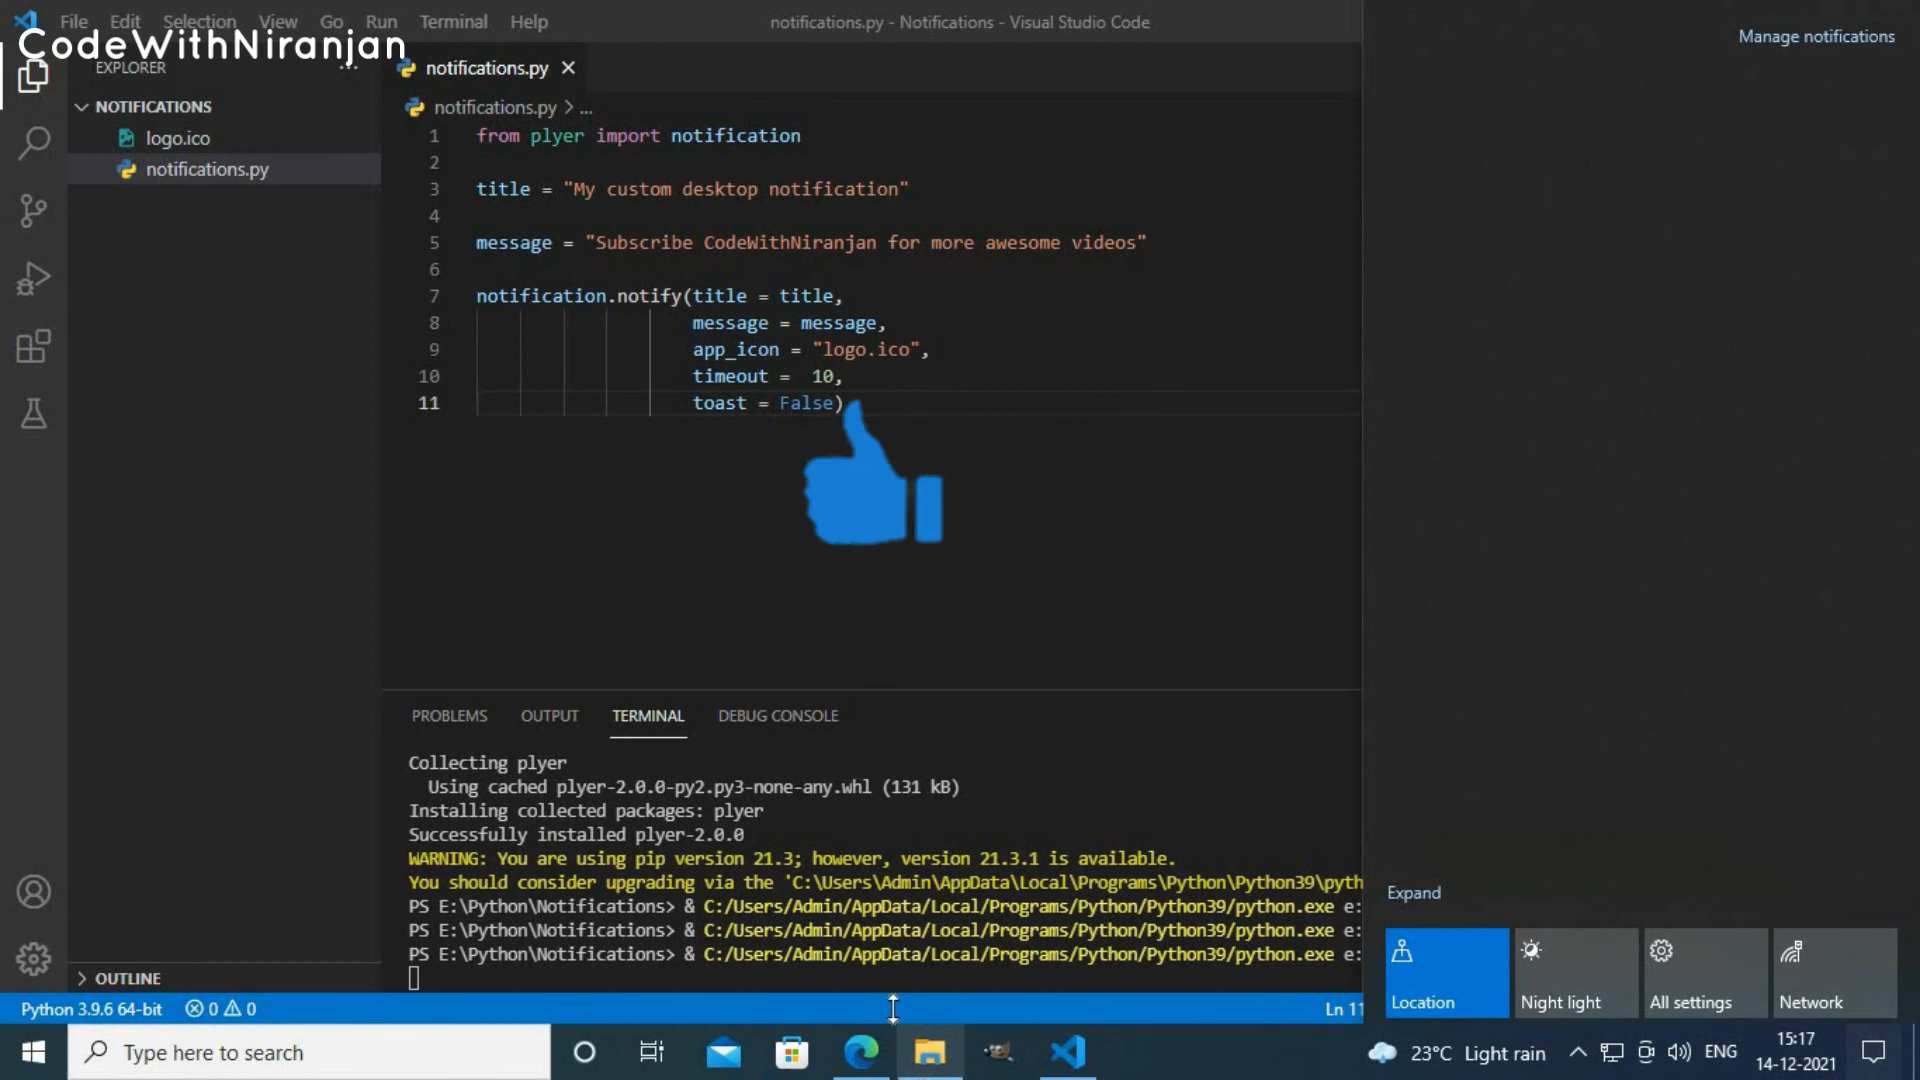 File Edit Selection View Go Run Terminal Help
notifications.py - Notifications - Visual Studio Code
Manage notifications
CodeWithNiranjan
EXPLORER ...
notifications.py ×
NOTIFICATIONS
logo.ico
notifications.py
notifications.py > ...
1 from plyer import notification
2
3 title = "My custom desktop notification"
4
5 message = "Subscribe CodeWithNiranjan for more awesome videos"
6
7 notification.notify(title = title,
8 message = message,
9 app_icon = "logo.ico",
10 timeout =  10,
11 toast = False)
PROBLEMS OUTPUT TERMINAL DEBUG CONSOLE
Collecting plyer
Using cached plyer-2.0.0-py2.py3-none-any.whl (131 kB)
Installing collected packages: plyer
Successfully installed plyer-2.0.0
WARNING: You are using pip version 21.3; however, version 21.3.1 is available.
You should consider upgrading via the 'C:\Users\Admin\AppData\Local\Programs\Python\Python39\pyth
PS E:\Python\Notifications> & C:/Users/Admin/AppData/Local/Programs/Python/Python39/python.exe e:
PS E:\Python\Notifications> & C:/Users/Admin/AppData/Local/Programs/Python/Python39/python.exe e:
PS E:\Python\Notifications> & C:/Users/Admin/AppData/Local/Programs/Python/Python39/python.exe e:
OUTLINE
Python 3.9.6 64-bit 0 0
Ln 11
Expand
Location Night light All settings Network
Type here to search
23°C Light rain ENG
15:17
14-12-2021